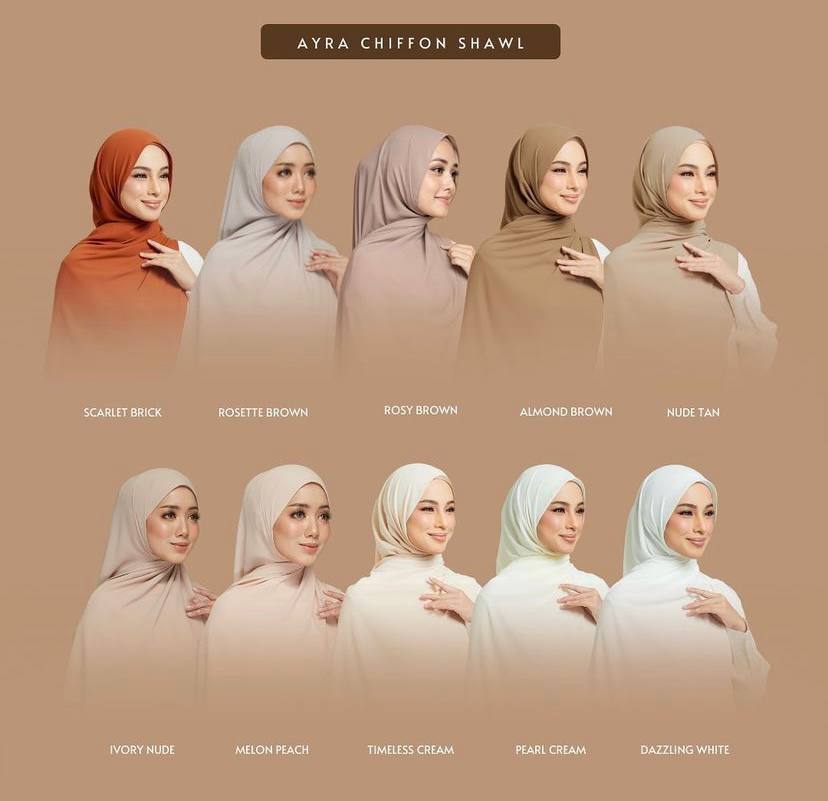 AYRA CHIFFON SHAWL
SCARLET BRICK
ROSETTE BROWN
ROSY BROWN
ALMOND BROWN
NUDE TAN
IVORY NUDE
MELON PEACH
TIMELESS CREAM
PEARL CREAM
DAZZLING WHITE